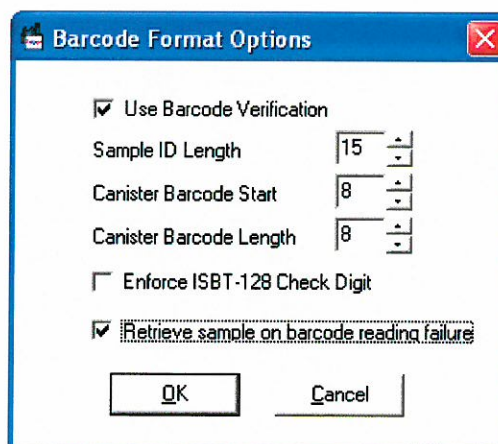 Barcode Format Options
Use Barcode Verification
Sample ID Length 15
Canister Barcode Start 8
Canister Barcode Length 8
Enforce ISBT-128 Check Digit
Retrieve sample on barcode reading failure
OK Cancel